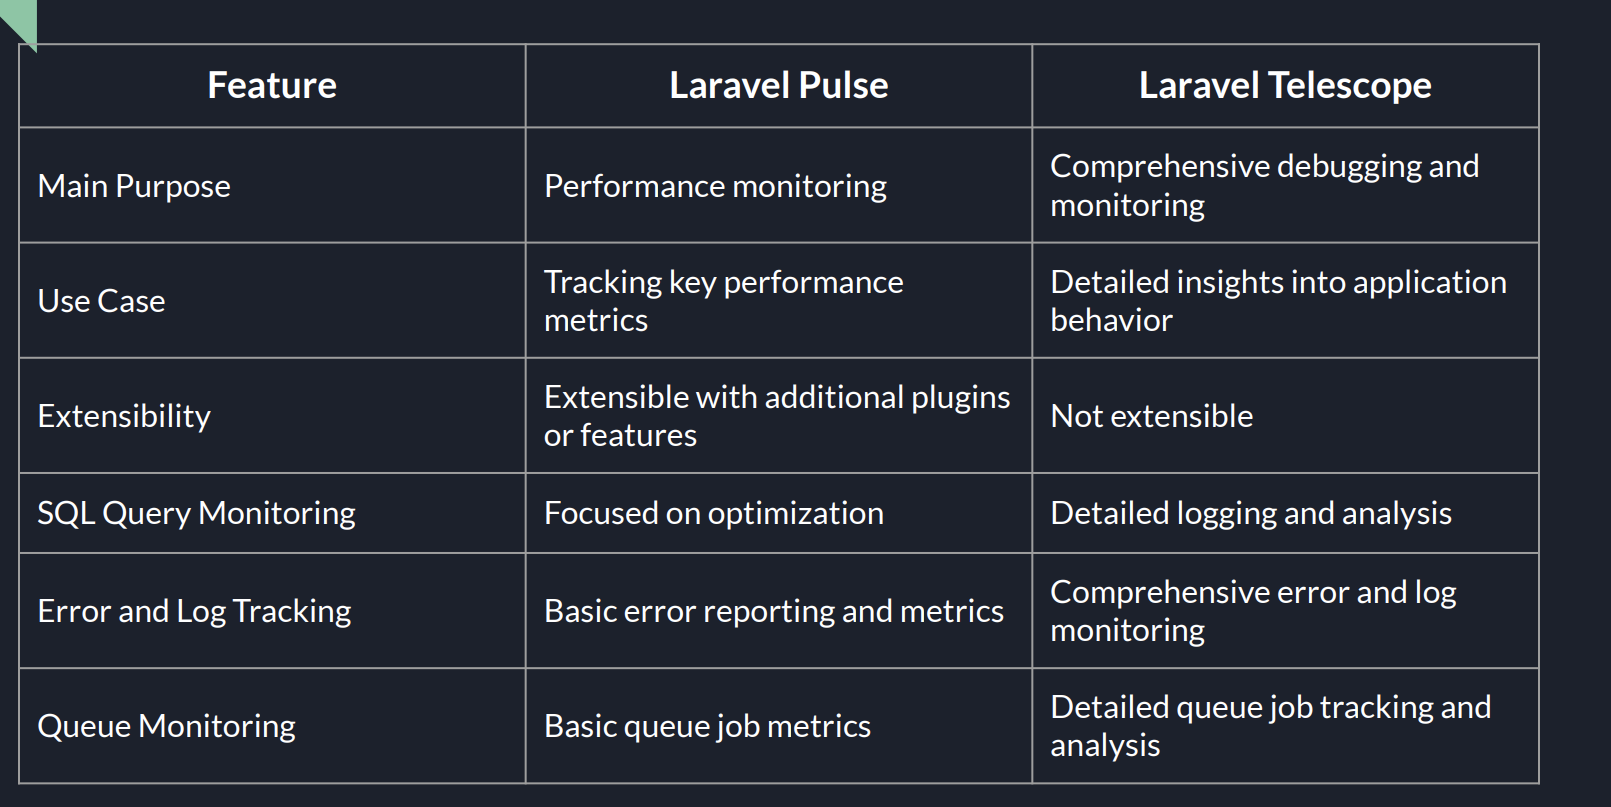 Feature
Laravel Pulse
Laravel Telescope
Main Purpose
Performance monitoring
Comprehensive debugging and
monitoring
Use Case
Tracking key performance
metrics
Detailed insights into application
behavior
Extensibility
Extensible with additional plugins
or features
Not extensible
SQL Query Monitoring
Focused on optimization
Detailed logging and analysis
Error and Log Tracking
Basic error reporting and metrics
Comprehensive error and log
monitoring
Queue Monitoring
Basic queue job metrics
Detailed queue job tracking and
analysis